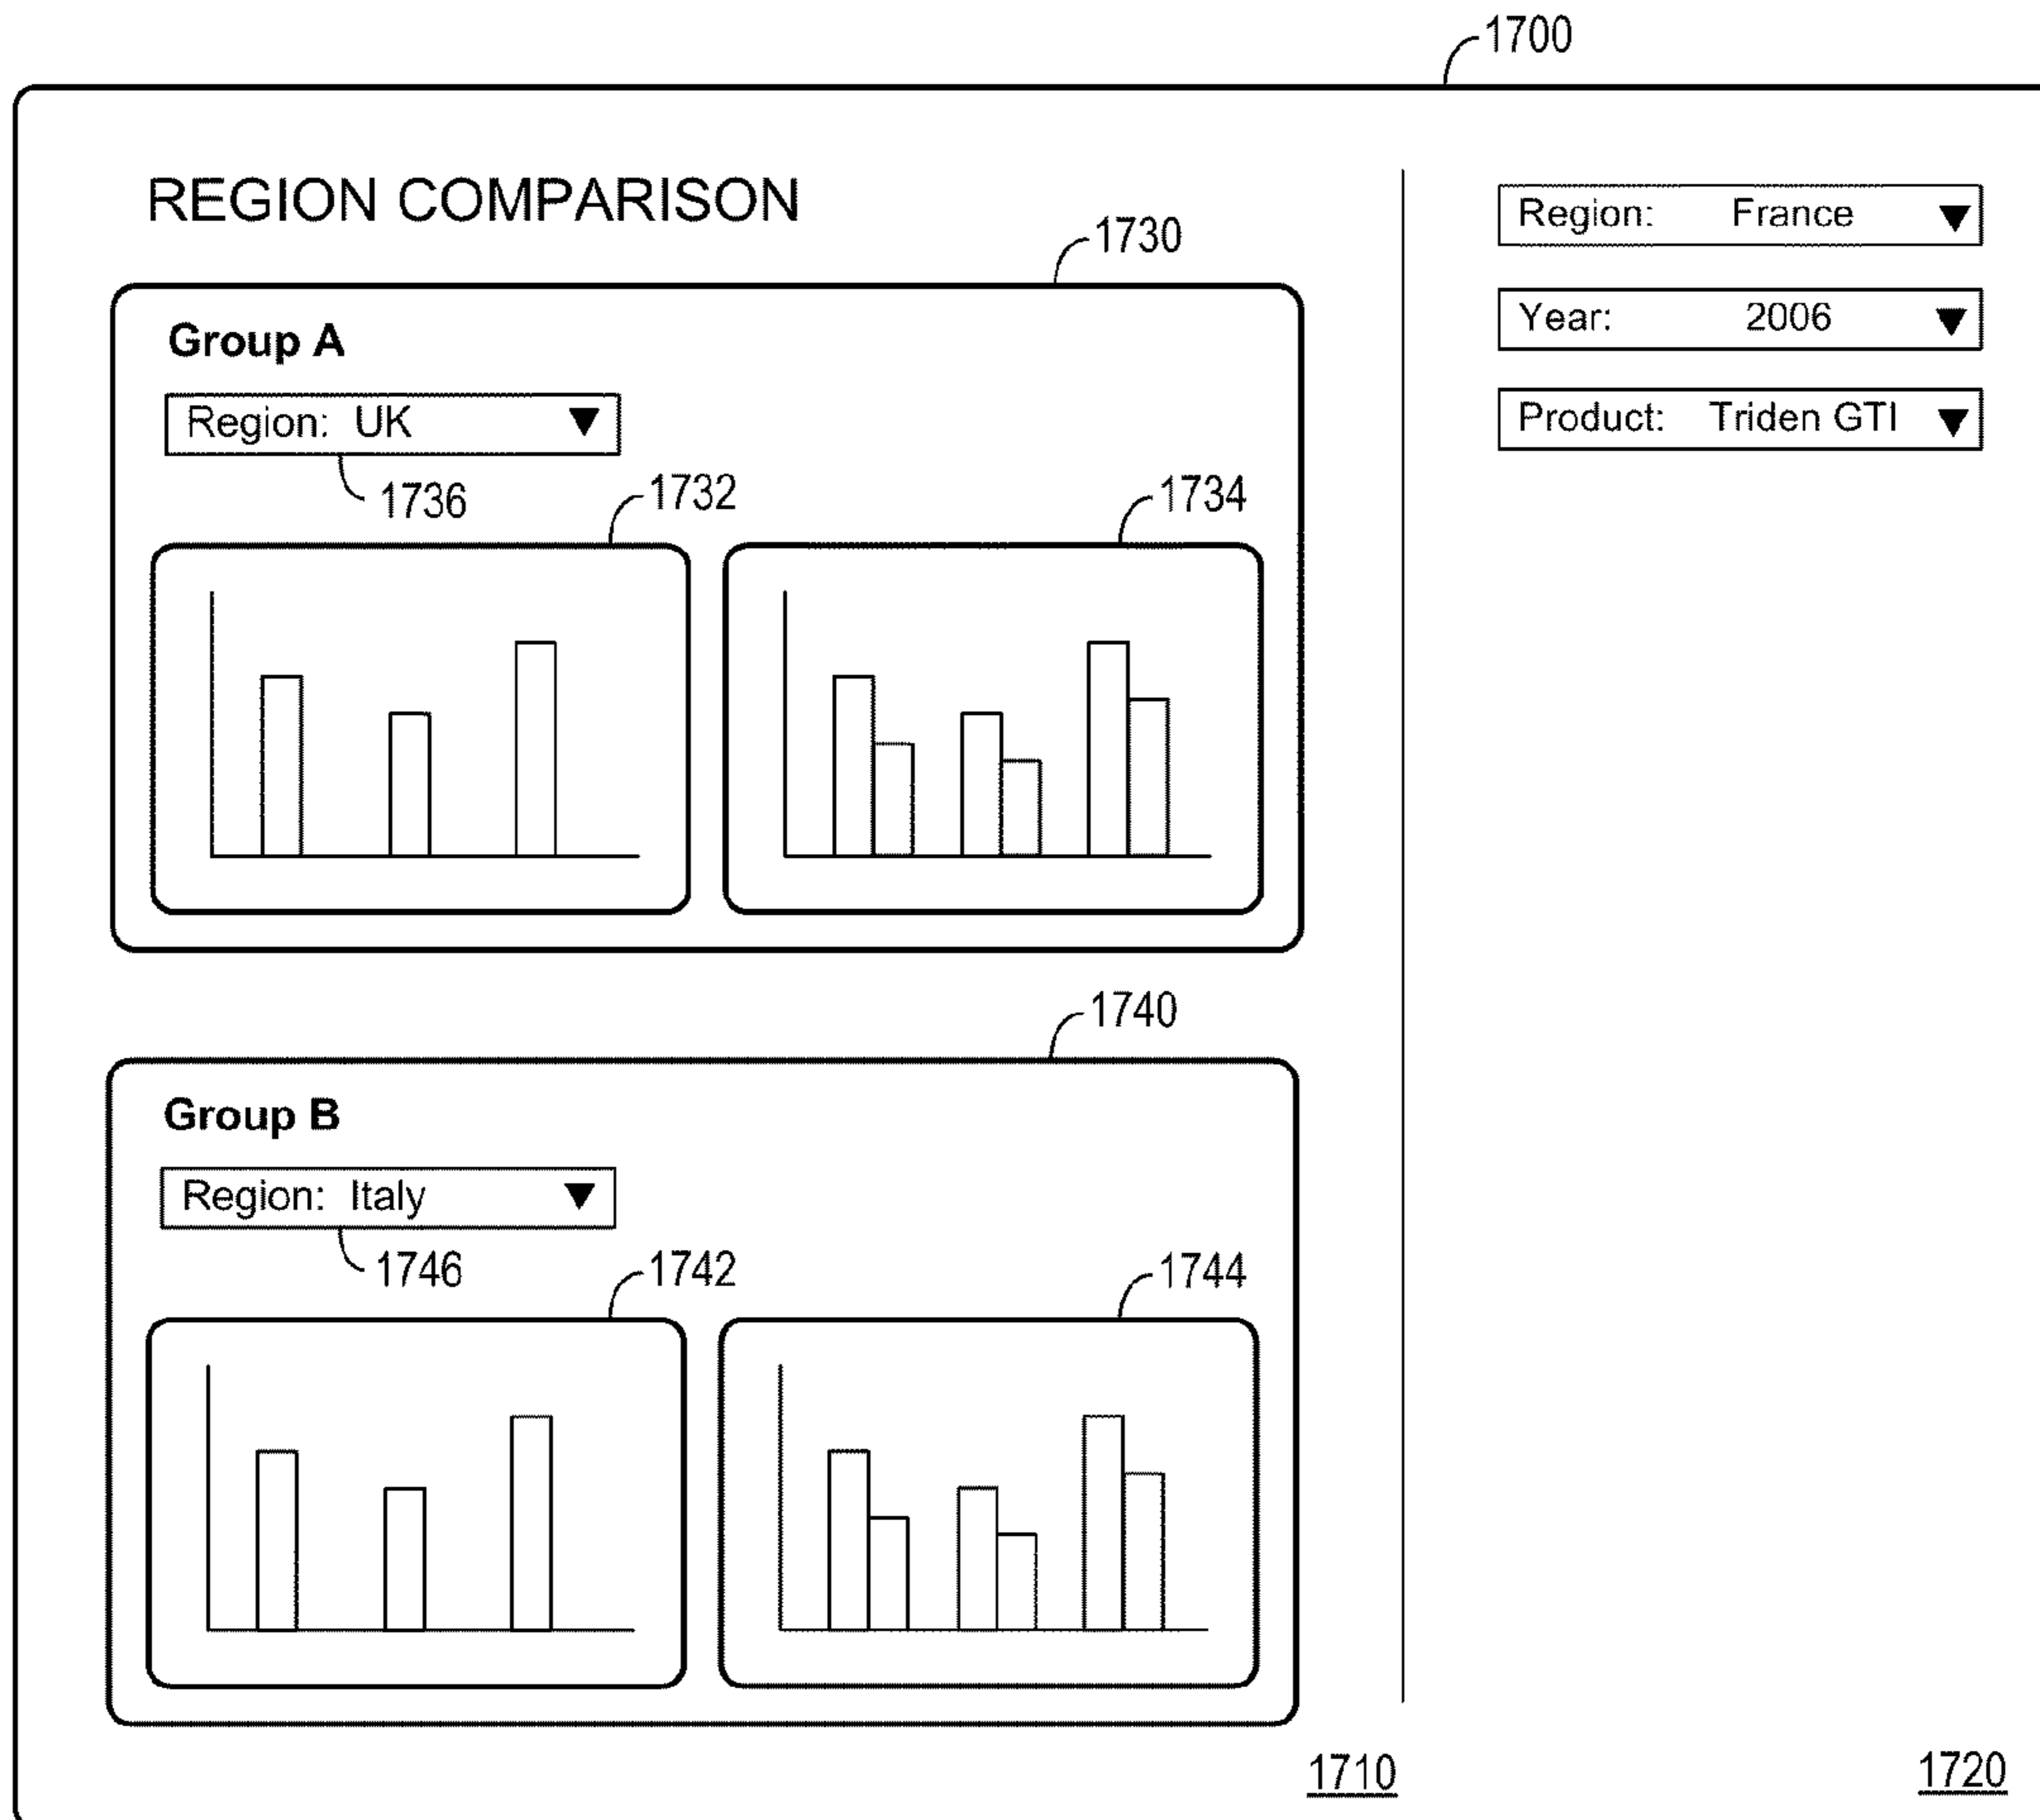 1700
REGION COMPARISON
1730
Group A
Region: UK
1736
1732
1734
1740
Group B
Region: Italy
1746
1742
1744
1710
Region: France
Year: 2006
Product: Triden GTI
1720